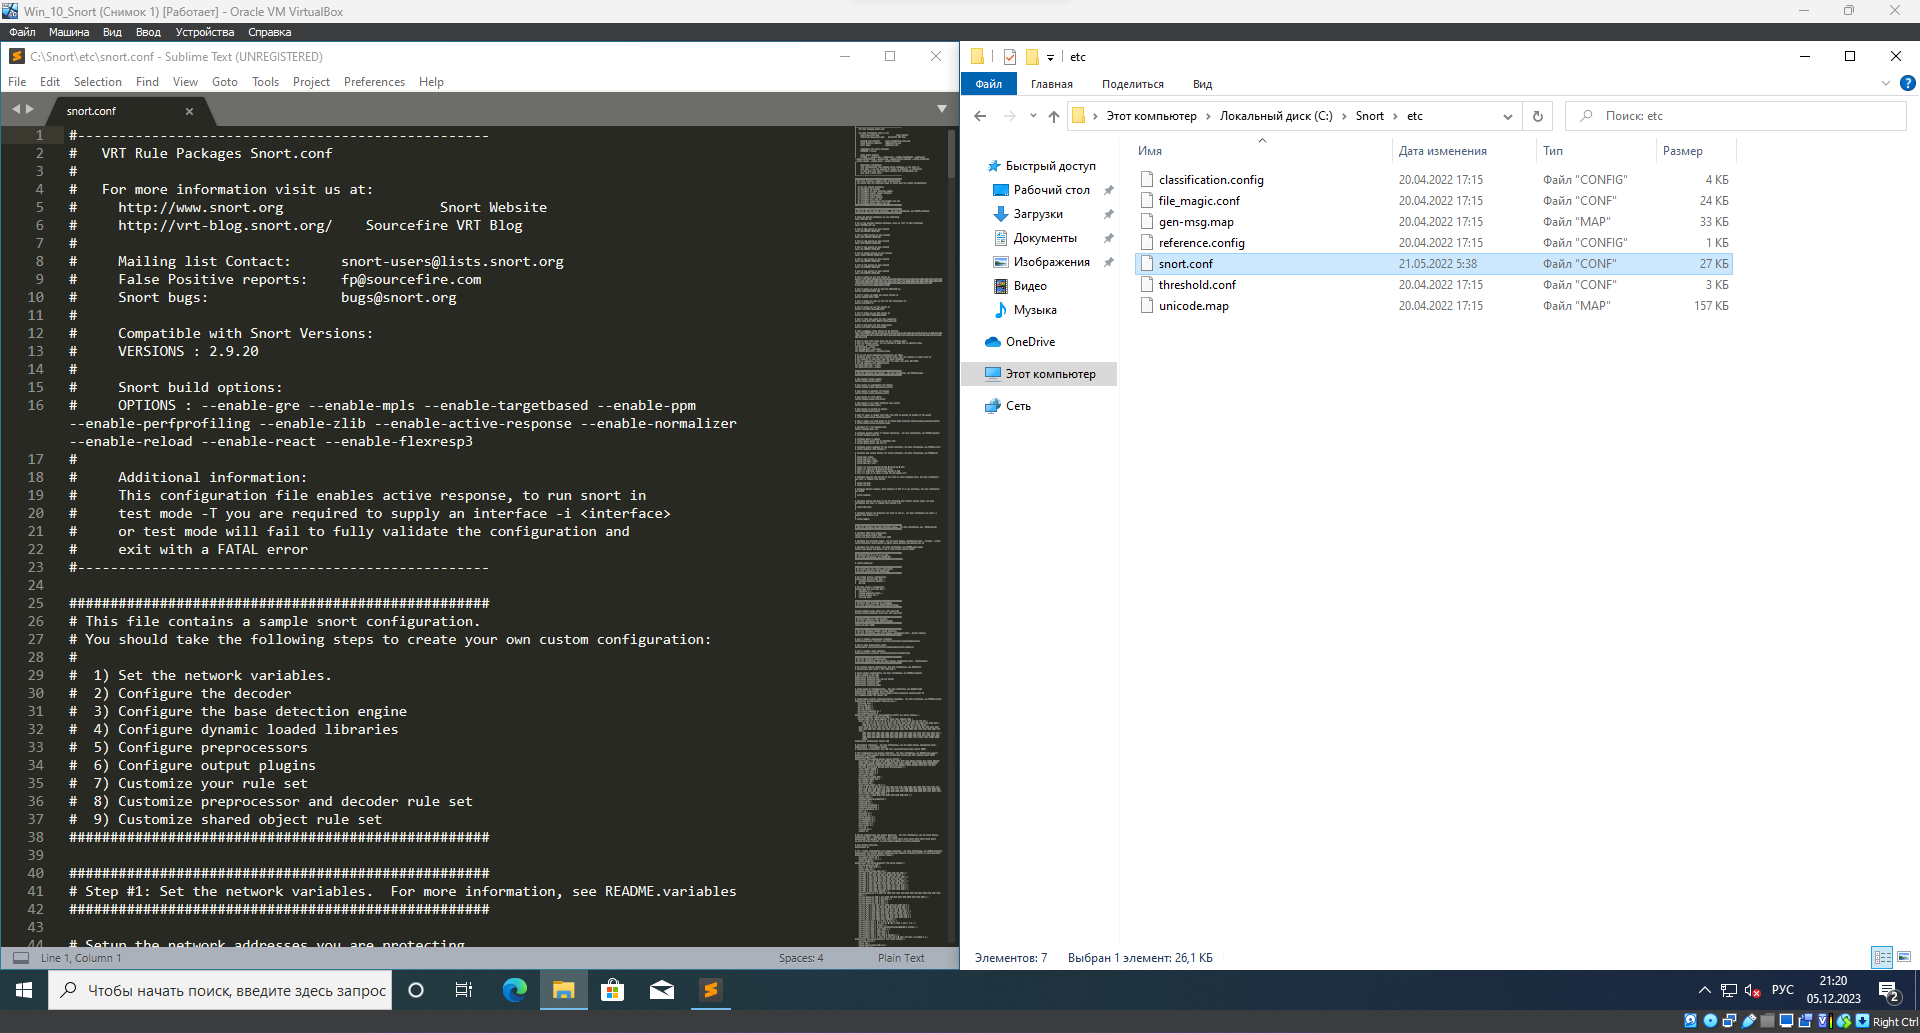 Win_10_Snort (Снимок 1) [Работает] - Oracle VM VirtualBox
Файл Машина Вид Ввод Устройства Справка
C:\Snort\etc\snort.conf - Sublime Text (UNREGISTERED)
File Edit Selection Find View Goto Tools Project Preferences Help
snort.conf
1 #--------------------------------------------------
2 #   VRT Rule Packages Snort.conf
3 #
4 #   For more information visit us at:
5 #     http://www.snort.org                   Snort Website
6 #     http://vrt-blog.snort.org/    Sourcefire VRT Blog
7 #
8 #     Mailing list Contact:      snort-users@lists.snort.org
9 #     False Positive reports:    fp@sourcefire.com
10 #     Snort bugs:                bugs@snort.org
11 #
12 #     Compatible with Snort Versions:
13 #     VERSIONS : 2.9.20
14 #
15 #     Snort build options:
16 #     OPTIONS : --enable-gre --enable-mpls --enable-targetbased --enable-ppm
--enable-perfprofiling --enable-zlib --enable-active-response --enable-normalizer
--enable-reload --enable-react --enable-flexresp3
17 #
18 #     Additional information:
19 #     This configuration file enables active response, to run snort in
20 #     test mode -T you are required to supply an interface -i <interface>
21 #     or test mode will fail to fully validate the configuration and
22 #     exit with a FATAL error
23 #--------------------------------------------------
24
25 ###################################################
26 # This file contains a sample snort configuration.
27 # You should take the following steps to create your own custom configuration:
28 #
29 #  1) Set the network variables.
30 #  2) Configure the decoder
31 #  3) Configure the base detection engine
32 #  4) Configure dynamic loaded libraries
33 #  5) Configure preprocessors
34 #  6) Configure output plugins
35 #  7) Customize your rule set
36 #  8) Customize preprocessor and decoder rule set
37 #  9) Customize shared object rule set
38 ###################################################
39
40 ###################################################
41 # Step #1: Set the network variables.  For more information, see README.variables
42 ###################################################
43
44 # Setup the network addresses you are protecting
Line 1, Column 1 Spaces: 4 Plain Text
etc
Файл Главная Поделиться Вид
Этот компьютер Локальный диск (C:) Snort etc Поиск: etc
Имя Дата изменения Тип Размер
classification.config 20.04.2022 17:15 Файл "CONFIG" 4 КБ
file_magic.conf 20.04.2022 17:15 Файл "CONF" 24 КБ
gen-msg.map 20.04.2022 17:15 Файл "MAP" 33 КБ
reference.config 20.04.2022 17:15 Файл "CONFIG" 1 КБ
snort.conf 21.05.2022 5:38 Файл "CONF" 27 КБ
threshold.conf 20.04.2022 17:15 Файл "CONF" 3 КБ
unicode.map 20.04.2022 17:15 Файл "MAP" 157 КБ
Быстрый доступ
Рабочий стол
Загрузки
Документы
Изображения
Видео
Музыка
OneDrive
Этот компьютер
Сеть
Элементов: 7 Выбран 1 элемент: 26,1 КБ
Чтобы начать поиск, введите здесь запрос
РУС
21:20
05.12.2023
2
Right Ctrl